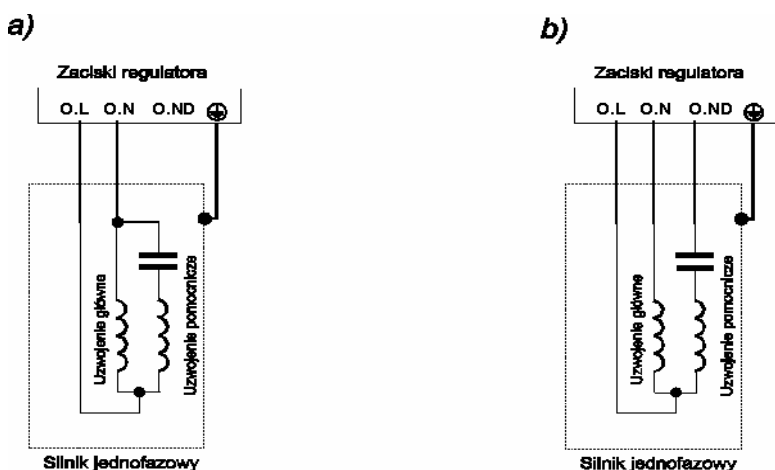 a)
Zaciski regulatora
O.L O.N O.ND
Uzwojenie główne
Uzwojenie pomocnicze
Silnik jednofazowy
b)
Zaciski regulatora
O.L O.N O.ND
Uzwojenie główne
Uzwojenie pomocnicze
Silnik jednofazowy